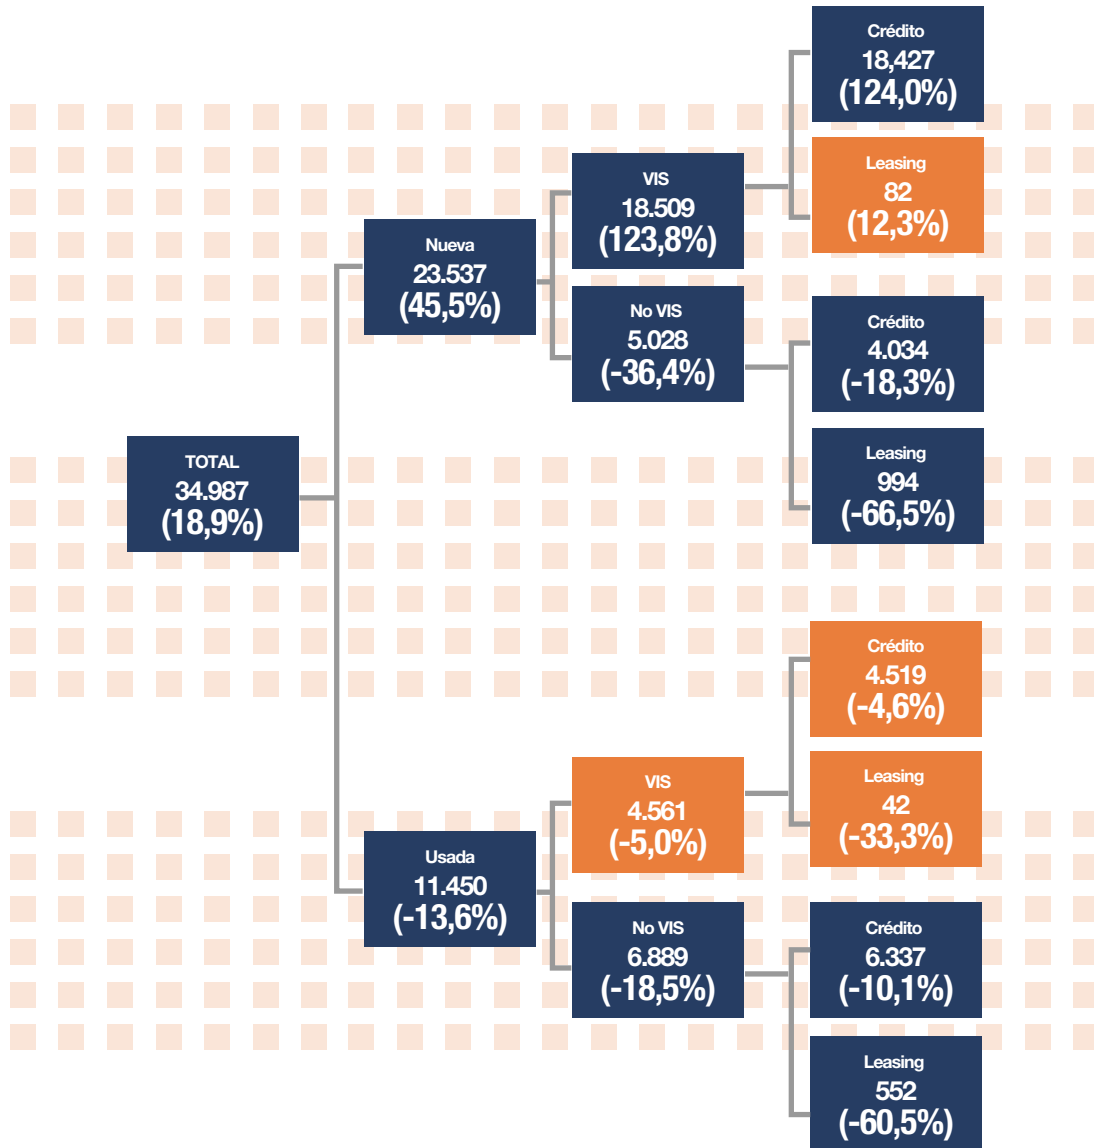 Crédito
18,427
(124,0%)
Leasing
82
(12,3%)
VIS
18.509
(123,8%)
Nueva
23.537
(45,5%)
No VIS
5.028
(-36,4%)
Crédito
4.034
(-18,3%)
Leasing
994
(-66,5%)
TOTAL
34.987
(18,9%)
Crédito
4.519
(-4,6%)
Leasing
42
(-33,3%)
VIS
4.561
(-5,0%)
Usada
11.450
(-13,6%)
No VIS
6.889
(-18,5%)
Crédito
6.337
(-10,1%)
Leasing
552
(-60,5%)